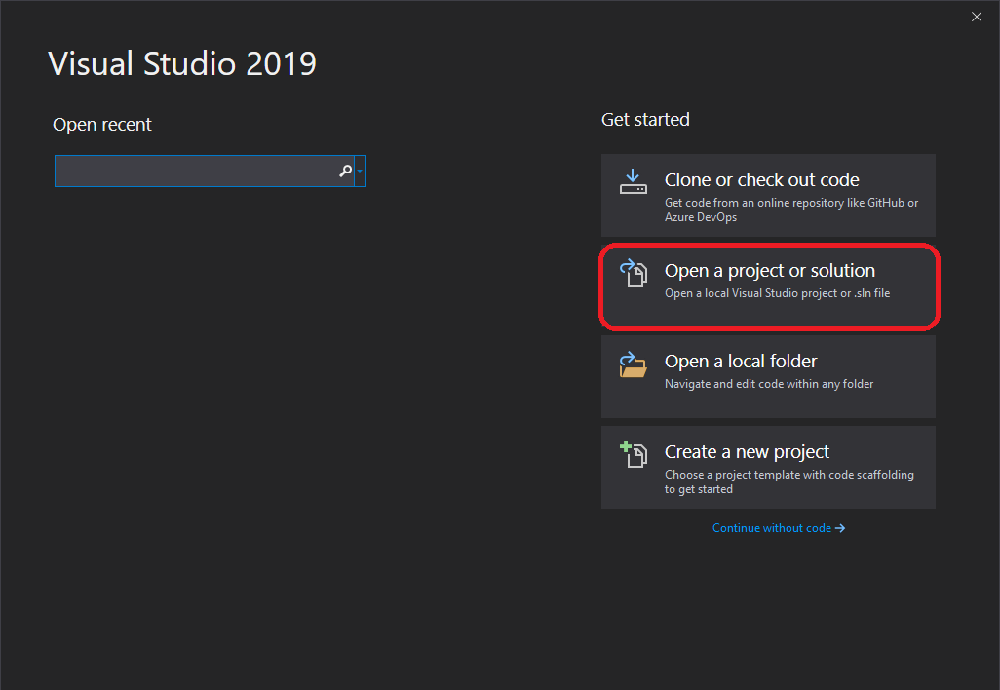 Visual Studio 2019
Open recent
Get started
Clone or check out code
Get code from an online repository like GitHub or
Azure DevOps
Open a project or solution
Open a local Visual Studio project or .sln file
Open a local folder
Navigate and edit code within any folder
Create a new project
Choose a project template with code scaffolding
to get started
Continue without code →